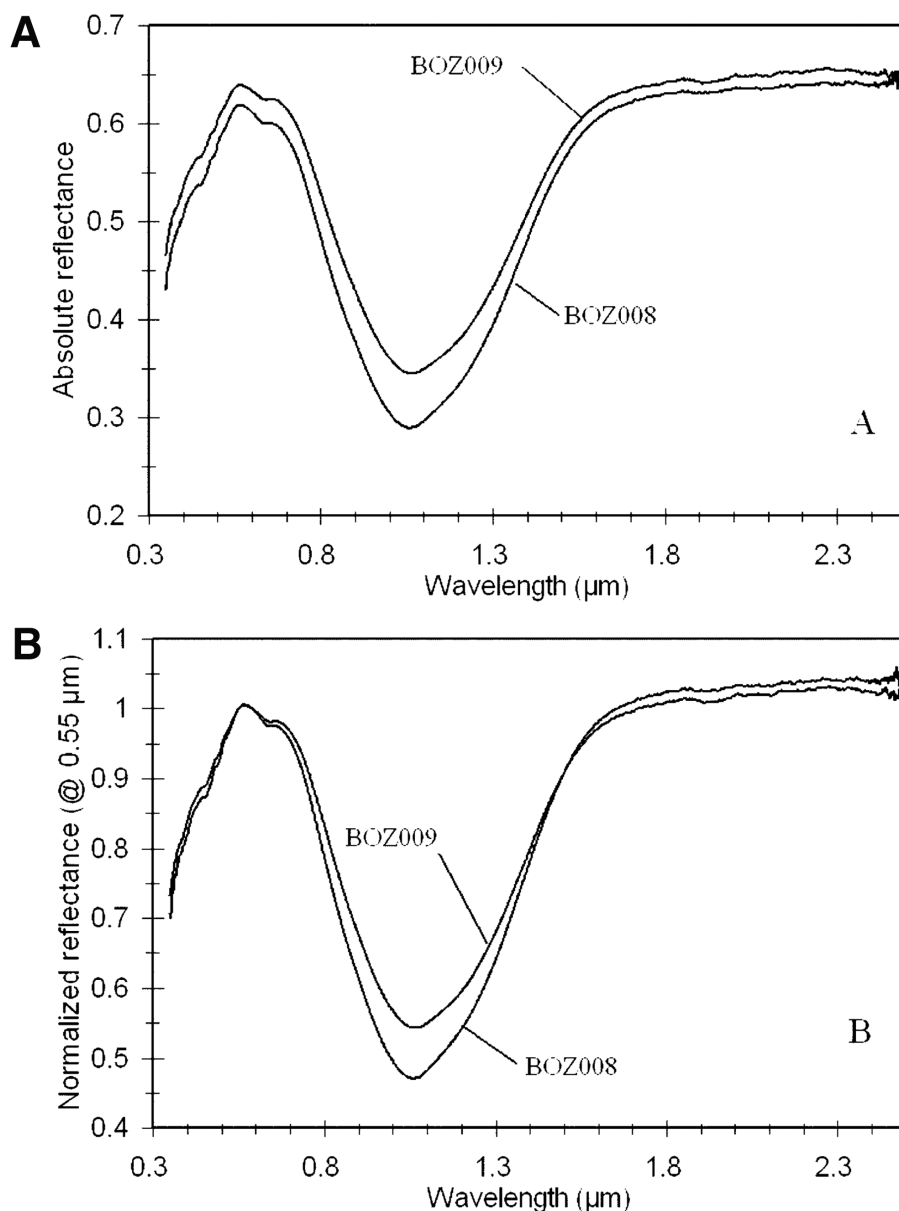 A
Absolute reflectance
0.7
0.6
0.5
0.4
0.3
0.2
BOZ009
BOZ008
A
0.3 0.8 1.3 1.8 2.3
Wavelength (µm)
B
Normalized reflectance (@ 0.55 µm)
1.1
1
0.9
0.8
0.7
0.6
0.5
0.4
BOZ009
BOZ008
B
0.3 0.8 1.3 1.8 2.3
Wavelength (µm)